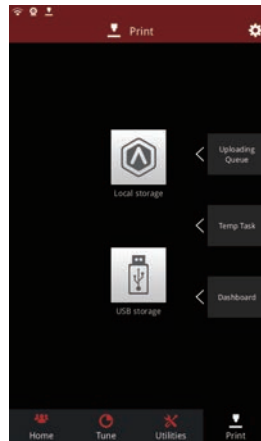 Print
Uploading
Queue
Local storage
Temp Task
Dashboard
USB storage
Home
Tune
Utilities
Print